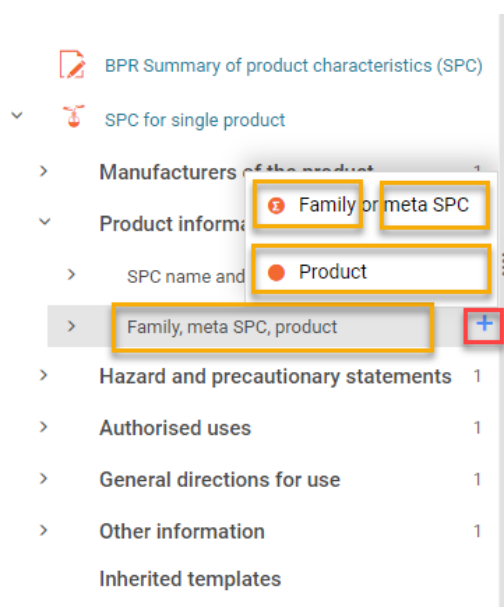 BPR Summary of product characteristics (SPC)
SPC for single product
Manufacturers of the product 1
Family or meta SPC
Product informa
Product
SPC name and
Family, meta SPC, product +
Hazard and precautionary statements 1
Authorised uses 1
General directions for use 1
Other information 1
Inherited templates